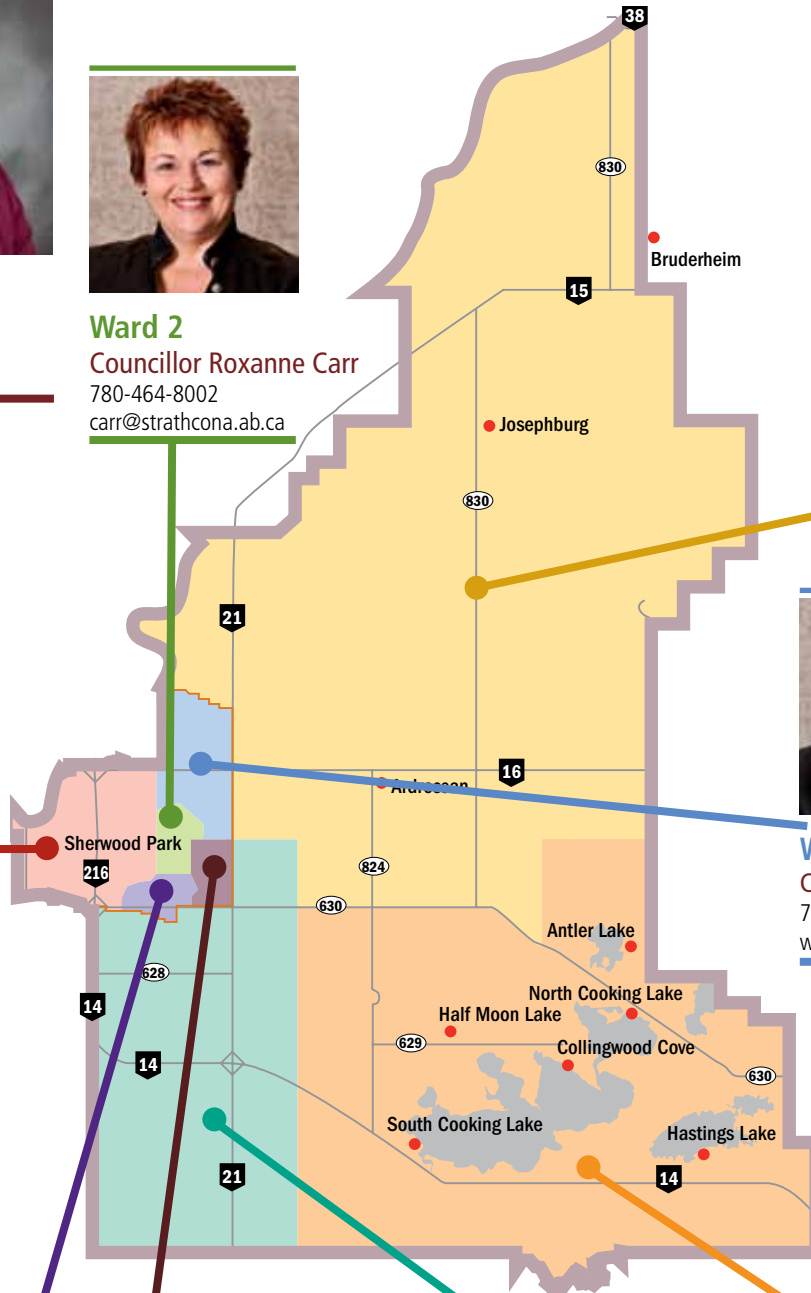 38
830
Bruderheim
15
Ward 2
Councillor Roxanne Carr
780-464-8002
carr@strathcona.ab.ca
Josephburg
830
21
16
Ardrossan
Sherwood Park
216
824
630
Antler Lake
628
North Cooking Lake
14
Half Moon Lake
629
Collingwood Cove
14
630
South Cooking Lake
Hastings Lake
21
14
W
C
7
w